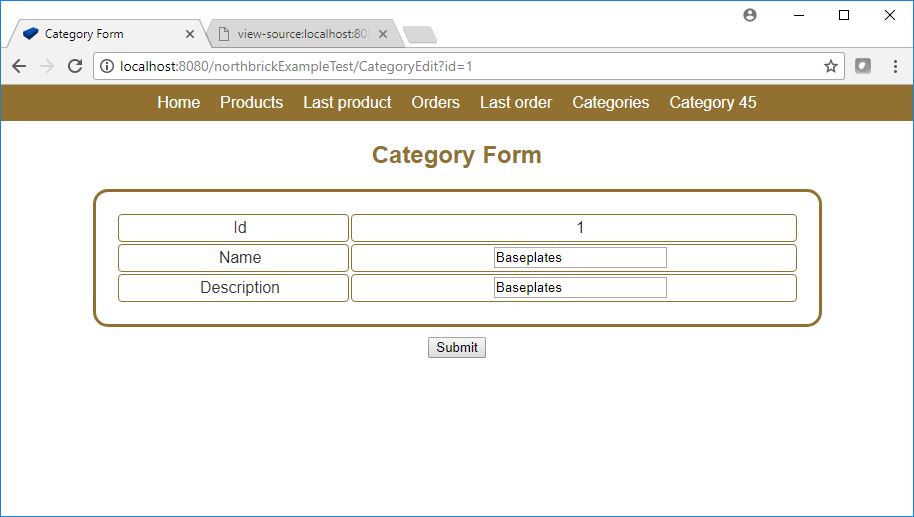 Category Form
view-source:localhost:80
localhost:8080/northbrickExampleTest/CategoryEdit?id=1
Home Products Last product Orders Last order Categories Category 45
Category Form
Id 1
Name Baseplates
Description Baseplates
Submit